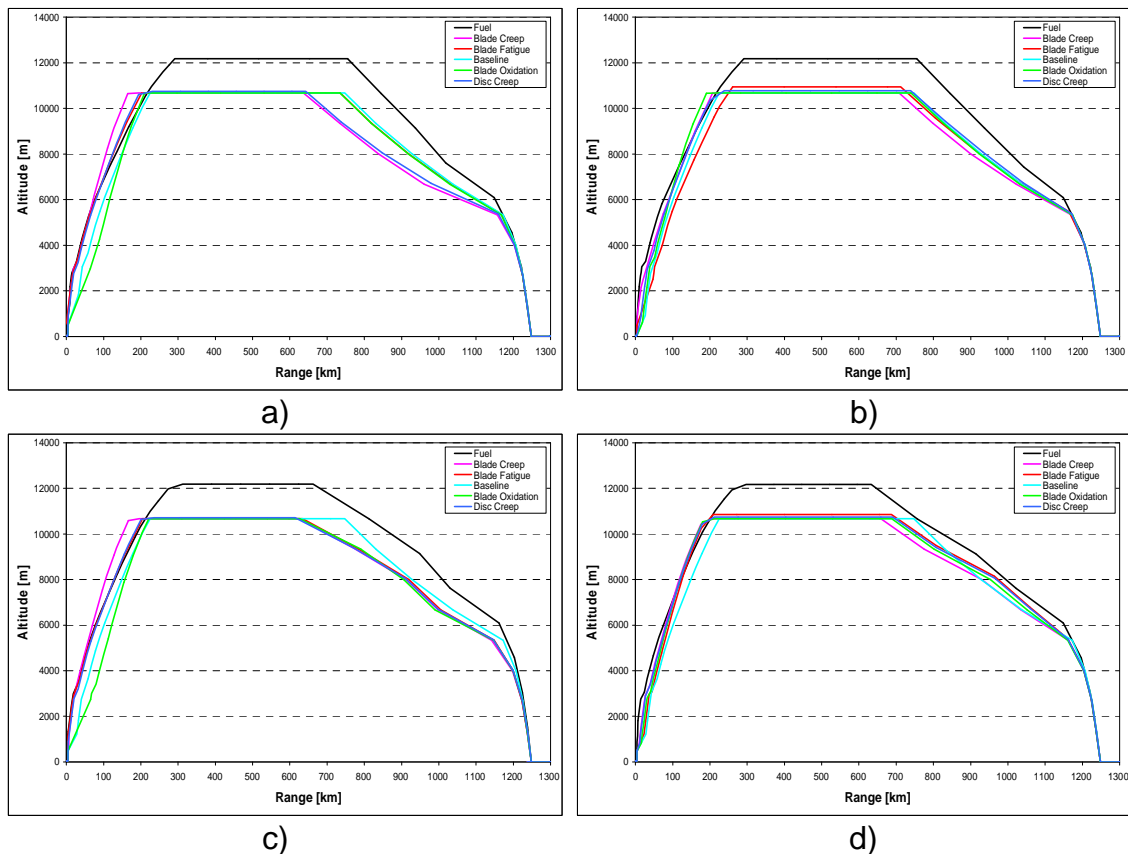 14000
12000
10000
8000
6000
4000
2000
0
Altitude [m]
0 100 200 300 400 500 600 700 800 900 1000 1100 1200 1300
Range [km]
Fuel
Blade Creep
Blade Fatigue
Baseline
Blade Oxidation
Disc Creep
a)
14000
12000
10000
8000
6000
4000
2000
0
Altitude [m]
0 100 200 300 400 500 600 700 800 900 1000 1100 1200 1300
Range [km]
Fuel
Blade Creep
Blade Fatigue
Baseline
Blade Oxidation
Disc Creep
b)
14000
12000
10000
8000
6000
4000
2000
0
Altitude [m]
0 100 200 300 400 500 600 700 800 900 1000 1100 1200 1300
Range [km]
Fuel
Blade Creep
Blade Fatigue
Baseline
Blade Oxidation
Disc Creep
c)
14000
12000
10000
8000
6000
4000
2000
0
Altitude [m]
0 100 200 300 400 500 600 700 800 900 1000 1100 1200 1300
Range [km]
Fuel
Blade Creep
Blade Fatigue
Baseline
Blade Oxidation
Disc Creep
d)